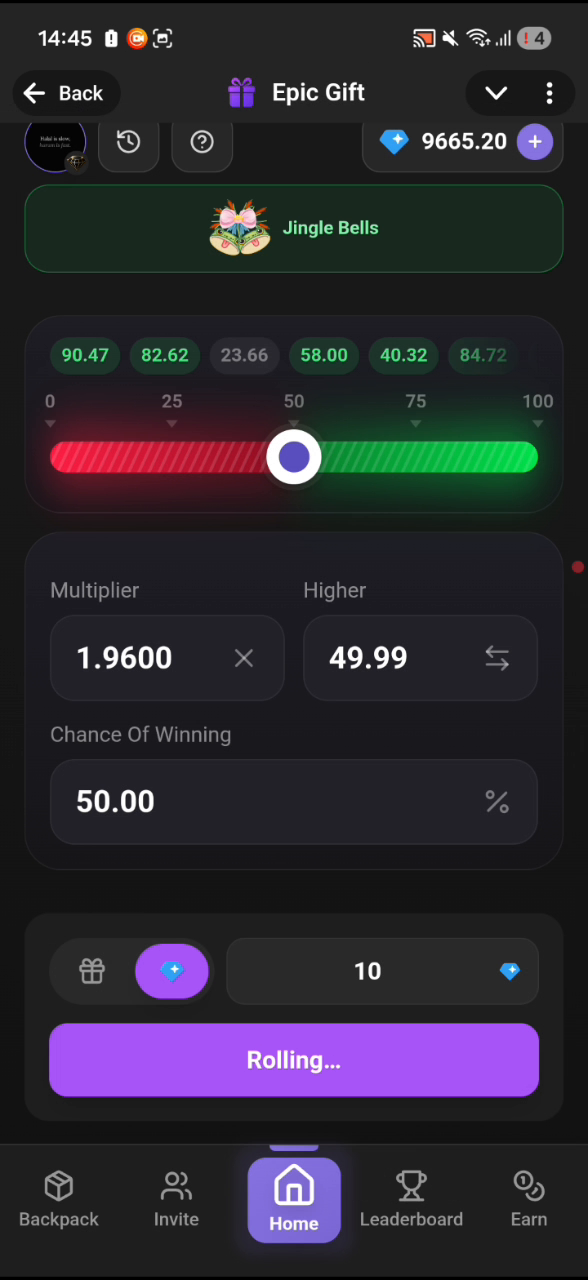 14:45
4
Back
Epic Gift
9665.20
Jingle Bells
90.47 82.62 23.66 58.00 40.32 84.72
0 25 50 75 100
Multiplier Higher
1.9600 49.99
Chance Of Winning
50.00 %
10
Rolling...
Backpack Invite Home Leaderboard Earn